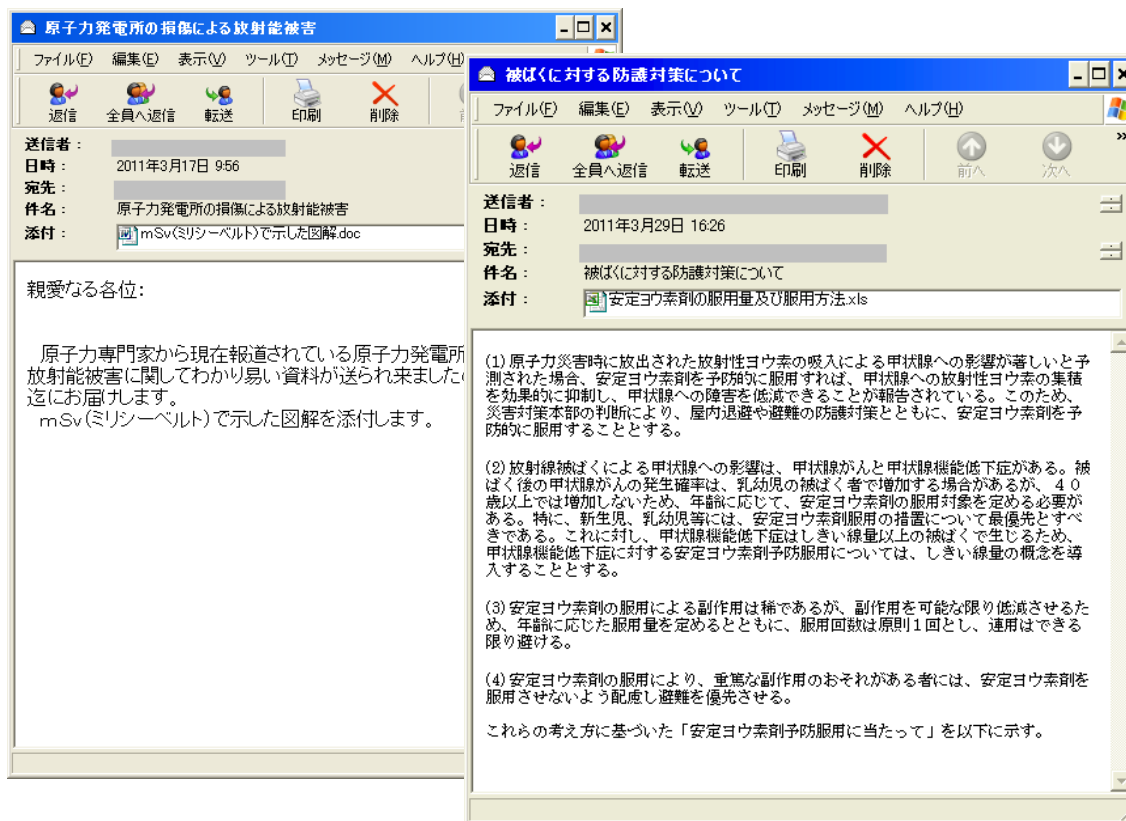 原子力発電所の損傷による放射能被害
ファイル(F) 編集(E) 表示(V) ツール(T) メッセージ(M) ヘルプ(H)
返信 全員へ返信 転送 印刷 削除
送信者：
日時： 2011年3月17日 9:56
宛先：
件名： 原子力発電所の損傷による放射能被害
添付： mSv(ミリシーベルト)で示した図解.doc
親愛なる各位:
原子力専門家から現在報道されている原子力発電所
放射能被害に関してわかり易い資料が送られ来ました
迄にお届けします。
mSv(ミリシーベルト)で示した図解を添付します。
被ばくに対する防護対策について
ファイル(F) 編集(E) 表示(V) ツール(T) メッセージ(M) ヘルプ(H)
返信 全員へ返信 転送 印刷 削除 前へ 次へ »
送信者：
日時： 2011年3月29日 16:26
宛先：
件名： 被ばくに対する防護対策について
添付： 安定ヨウ素剤の服用量及び服用方法.xls
(1) 原子力災害時に放出された放射性ヨウ素の吸入による甲状腺への影響が著しいと予
測された場合、安定ヨウ素剤を予防的に服用すれば、甲状腺への放射性ヨウ素の集積
を効果的に抑制し、甲状腺への障害を低減できることが報告されている。このため、
災害対策本部の判断により、屋内退避や避難の防護対策とともに、安定ヨウ素剤を予
防的に服用することとする。
(2) 放射線被ばくによる甲状腺への影響は、甲状腺がんと甲状腺機能低下症がある。被
ばく後の甲状腺がんの発生確率は、乳幼児の被ばく者で増加する場合があるが、４０
歳以上では増加しないため、年齢に応じて、安定ヨウ素剤の服用対象を定める必要が
ある。特に、新生児、乳幼児等には、安定ヨウ素剤服用の措置について最優先とすべ
きである。これに対し、甲状腺機能低下症はしきい線量以上の被ばくで生じるため、
甲状腺機能低下症に対する安定ヨウ素剤予防服用については、しきい線量の概念を導
入することとする。
(3) 安定ヨウ素剤の服用による副作用は稀であるが、副作用を可能な限り低減させるた
め、年齢に応じた服用量を定めるとともに、服用回数は原則１回とし、連用はできる
限り避ける。
(4) 安定ヨウ素剤の服用により、重篤な副作用のおそれがある者には、安定ヨウ素剤を
服用させないよう配慮し避難を優先させる。
これらの考え方に基づいた「安定ヨウ素剤予防服用に当たって」を以下に示す。